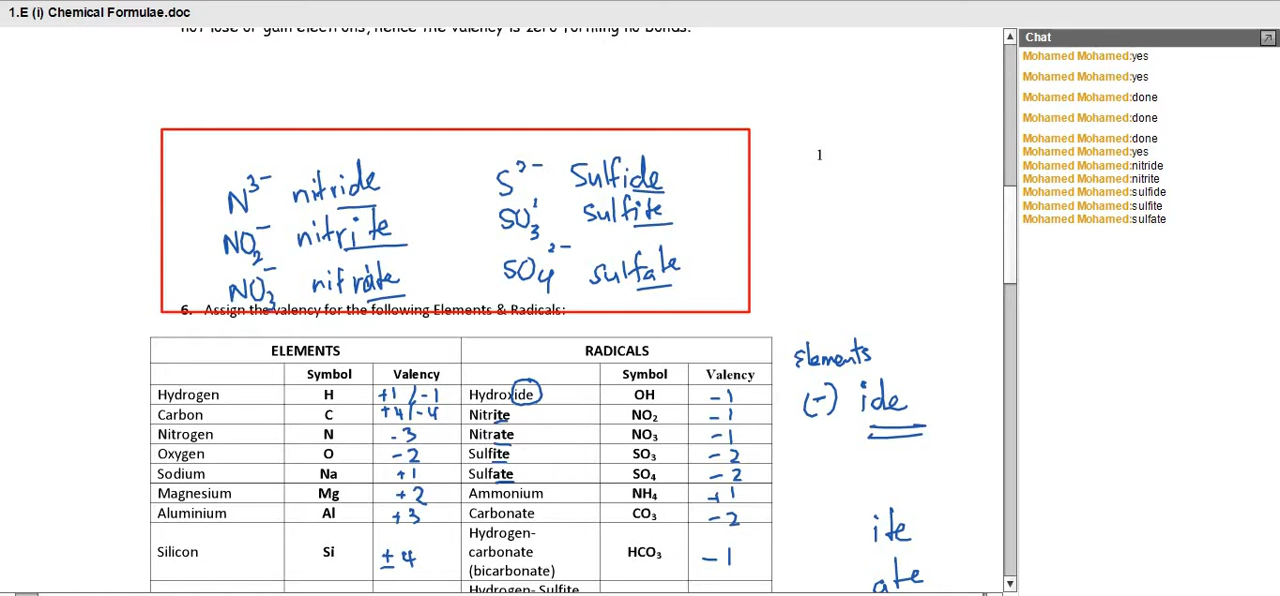 1.E (i) Chemical Formulae.doc
not lose or gain electrons, hence the valency is zero forming no bonds.
N3- nitride
NO2- nitrite
NO3- nitrate
S2- Sulfide
SO3 Sulfite
SO42- sulfate
1
6. Assign the valency for the following Elements & Radicals:
ELEMENTS RADICALS
Symbol Valency Symbol Valency
Hydrogen H +1/-1 Hydroxide OH -1
Carbon C +4/-4 Nitrite NO2 -1
Nitrogen N -3 Nitrate NO3 -1
Oxygen O -2 Sulfite SO3 -2
Sodium Na +1 Sulfate SO4 -2
Magnesium Mg +2 Ammonium NH4 +1
Aluminium Al +3 Carbonate CO3 -2
Silicon Si ±4 Hydrogen-carbonate (bicarbonate) HCO3 -1
Hydrogen- Sulfite
Elements
(-) ide
ite
ate
Chat
Mohamed Mohamed:yes
Mohamed Mohamed:yes
Mohamed Mohamed:done
Mohamed Mohamed:done
Mohamed Mohamed:done
Mohamed Mohamed:yes
Mohamed Mohamed:nitride
Mohamed Mohamed:nitrite
Mohamed Mohamed:sulfide
Mohamed Mohamed:sulfite
Mohamed Mohamed:sulfate